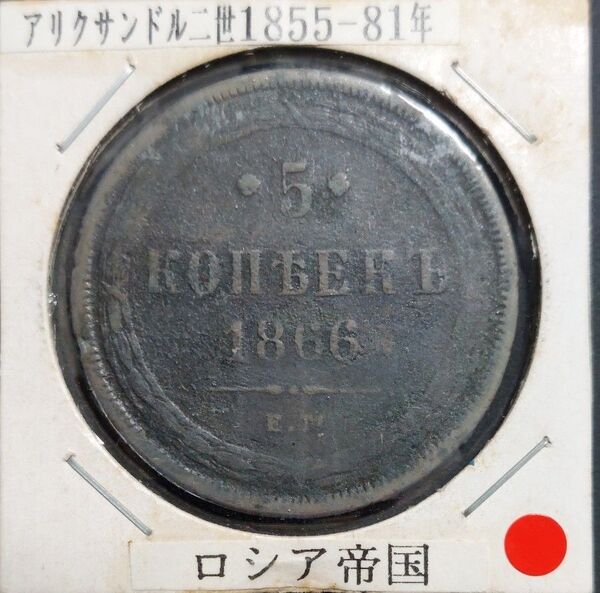 アリクサンドル二世1855-81年
•5•
КОПѢЕКЪ
1866
Е.М.
ロシア帝国